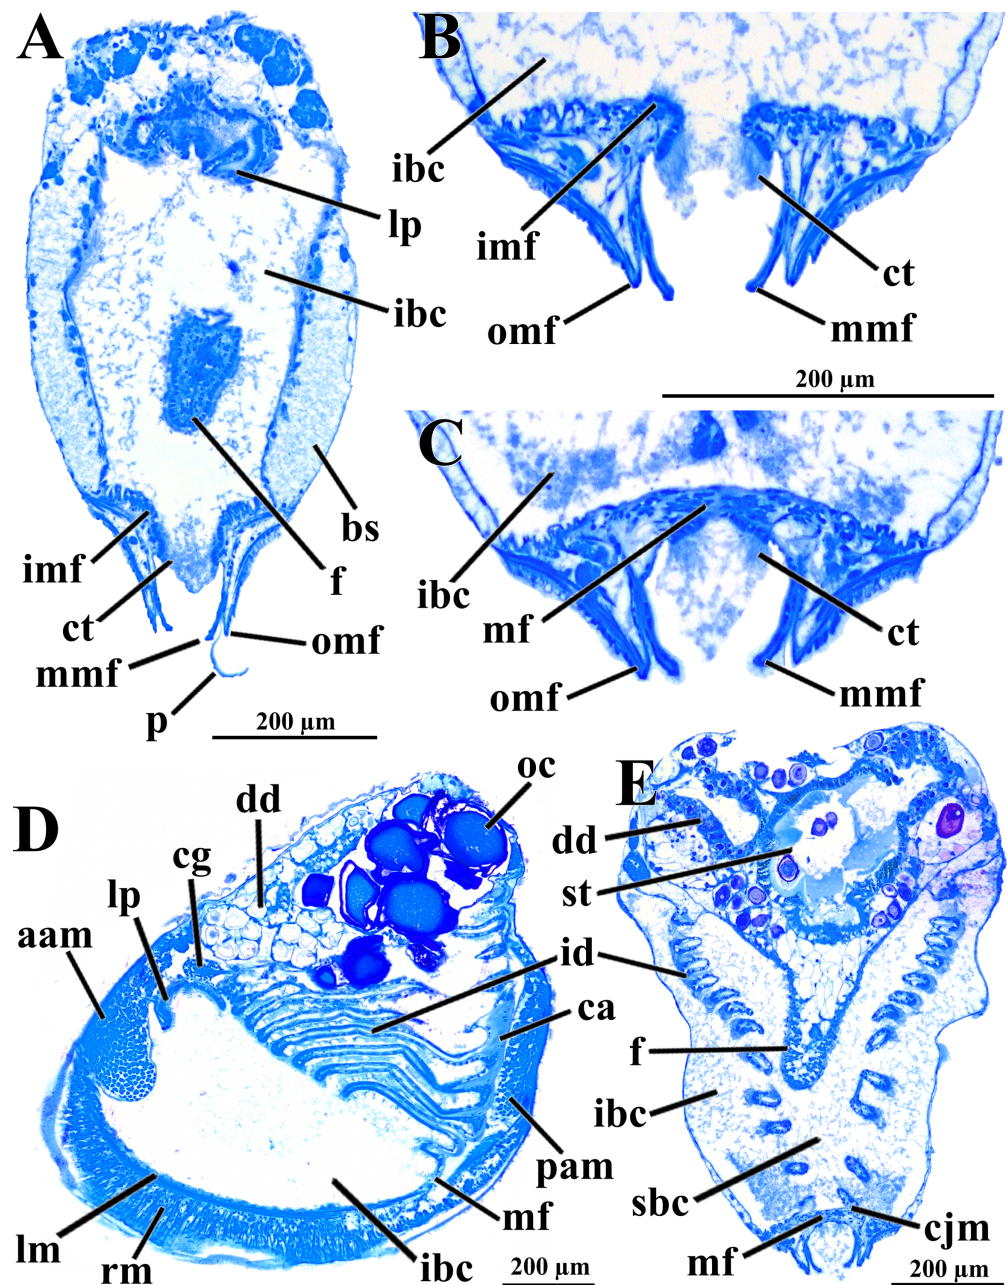 A
lp
ibc
bs
f
imf
ct
mmf
omf
p
200 µm
B
ibc
imf
ct
omf
mmf
200 µm
C
ibc
mf
ct
omf
mmf
D
oc
dd
cg
lp
aam
id
ca
pam
mf
ibc
rm
lm
200 µm
E
dd
st
id
f
ibc
sbc
cjm
mf
200 µm